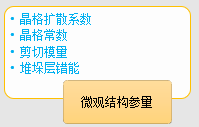 • 晶格扩散系数
• 晶格常数
• 剪切模量
• 堆垛层错能
微观结构参量